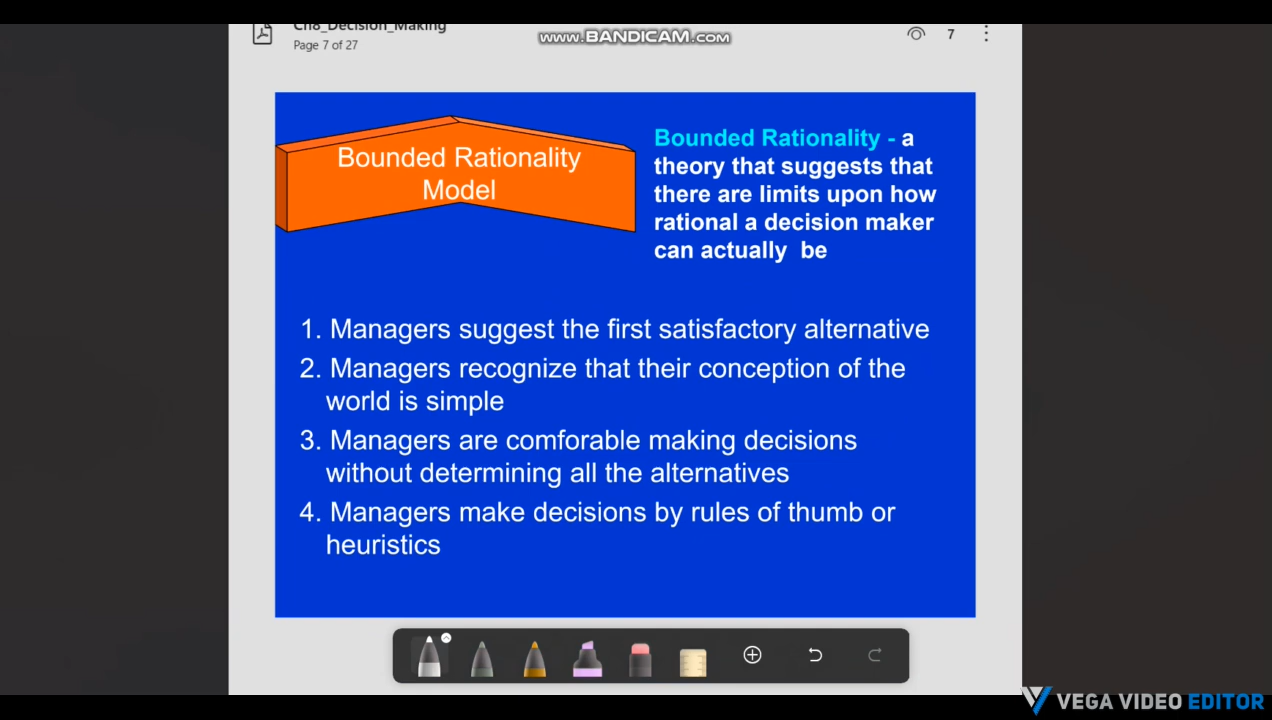 Ch8_Decision_Making
Page 7 of 27
www.BANDICAM.com
7
Bounded Rationality
Model
Bounded Rationality - a
theory that suggests that
there are limits upon how
rational a decision maker
can actually be
1. Managers suggest the first satisfactory alternative
2. Managers recognize that their conception of the
world is simple
3. Managers are comforable making decisions
without determining all the alternatives
4. Managers make decisions by rules of thumb or
heuristics
VEGA VIDEO EDITOR